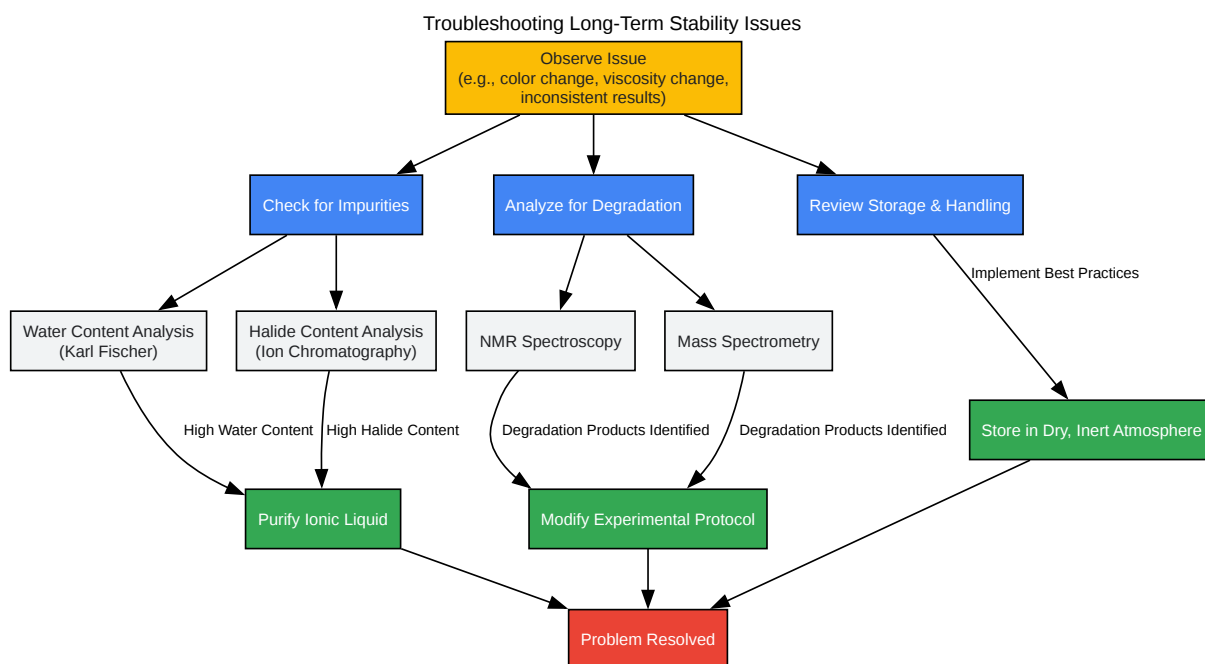 Troubleshooting Long-Term Stability Issues
Observe Issue
(e.g., color change, viscosity change,
inconsistent results)
Check for Impurities
Analyze for Degradation
Review Storage & Handling
Implement Best Practices
Water Content Analysis
(Karl Fischer)
Halide Content Analysis
(Ion Chromatography)
NMR Spectroscopy
Mass Spectrometry
High Water Content
High Halide Content
Degradation Products Identified
Degradation Products Identified
Store in Dry, Inert Atmosphere
Purify Ionic Liquid
Modify Experimental Protocol
Problem Resolved